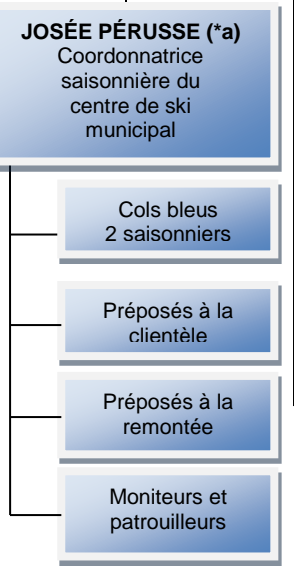 JOSÉE PÉRUSSE (*a)
Coordonnatrice
saisonnière du
centre de ski
municipal
Cols bleus
2 saisonniers
Préposés à la
clientèle
Préposés à la
remontée
Moniteurs et
patrouilleurs